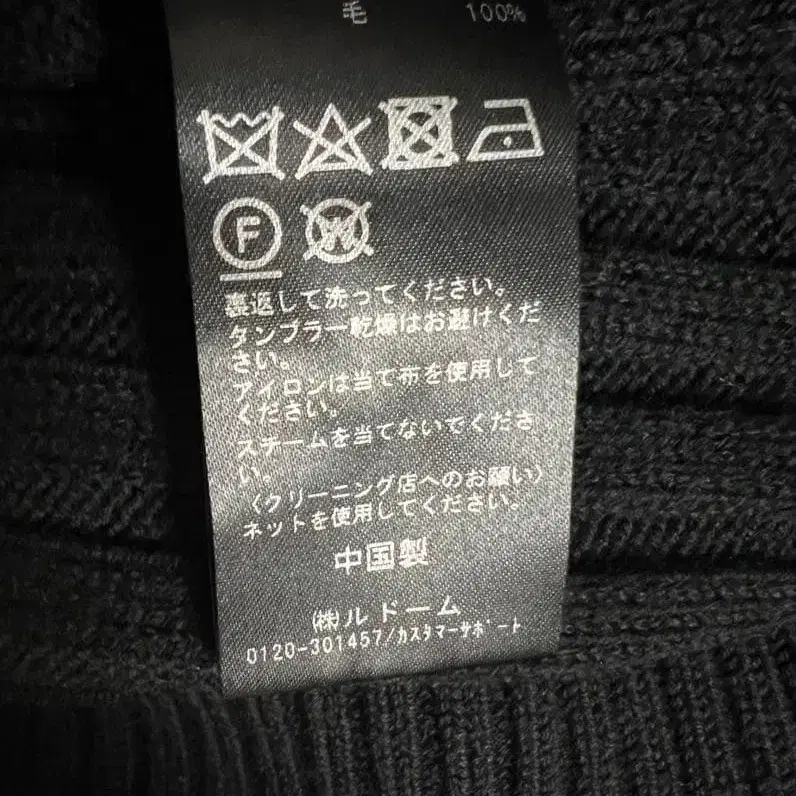 毛 100%
F W
裏返して洗ってください。
タンブラー乾燥はお避けくだ
さい。
アイロンは当て布を使用して
ください。
スチームを当てないでくださ
い。
〈クリーニング店へのお願い〉
ネットを使用してください。
中国製
(株)ルドーム
0120-301457/カスタマーサポート